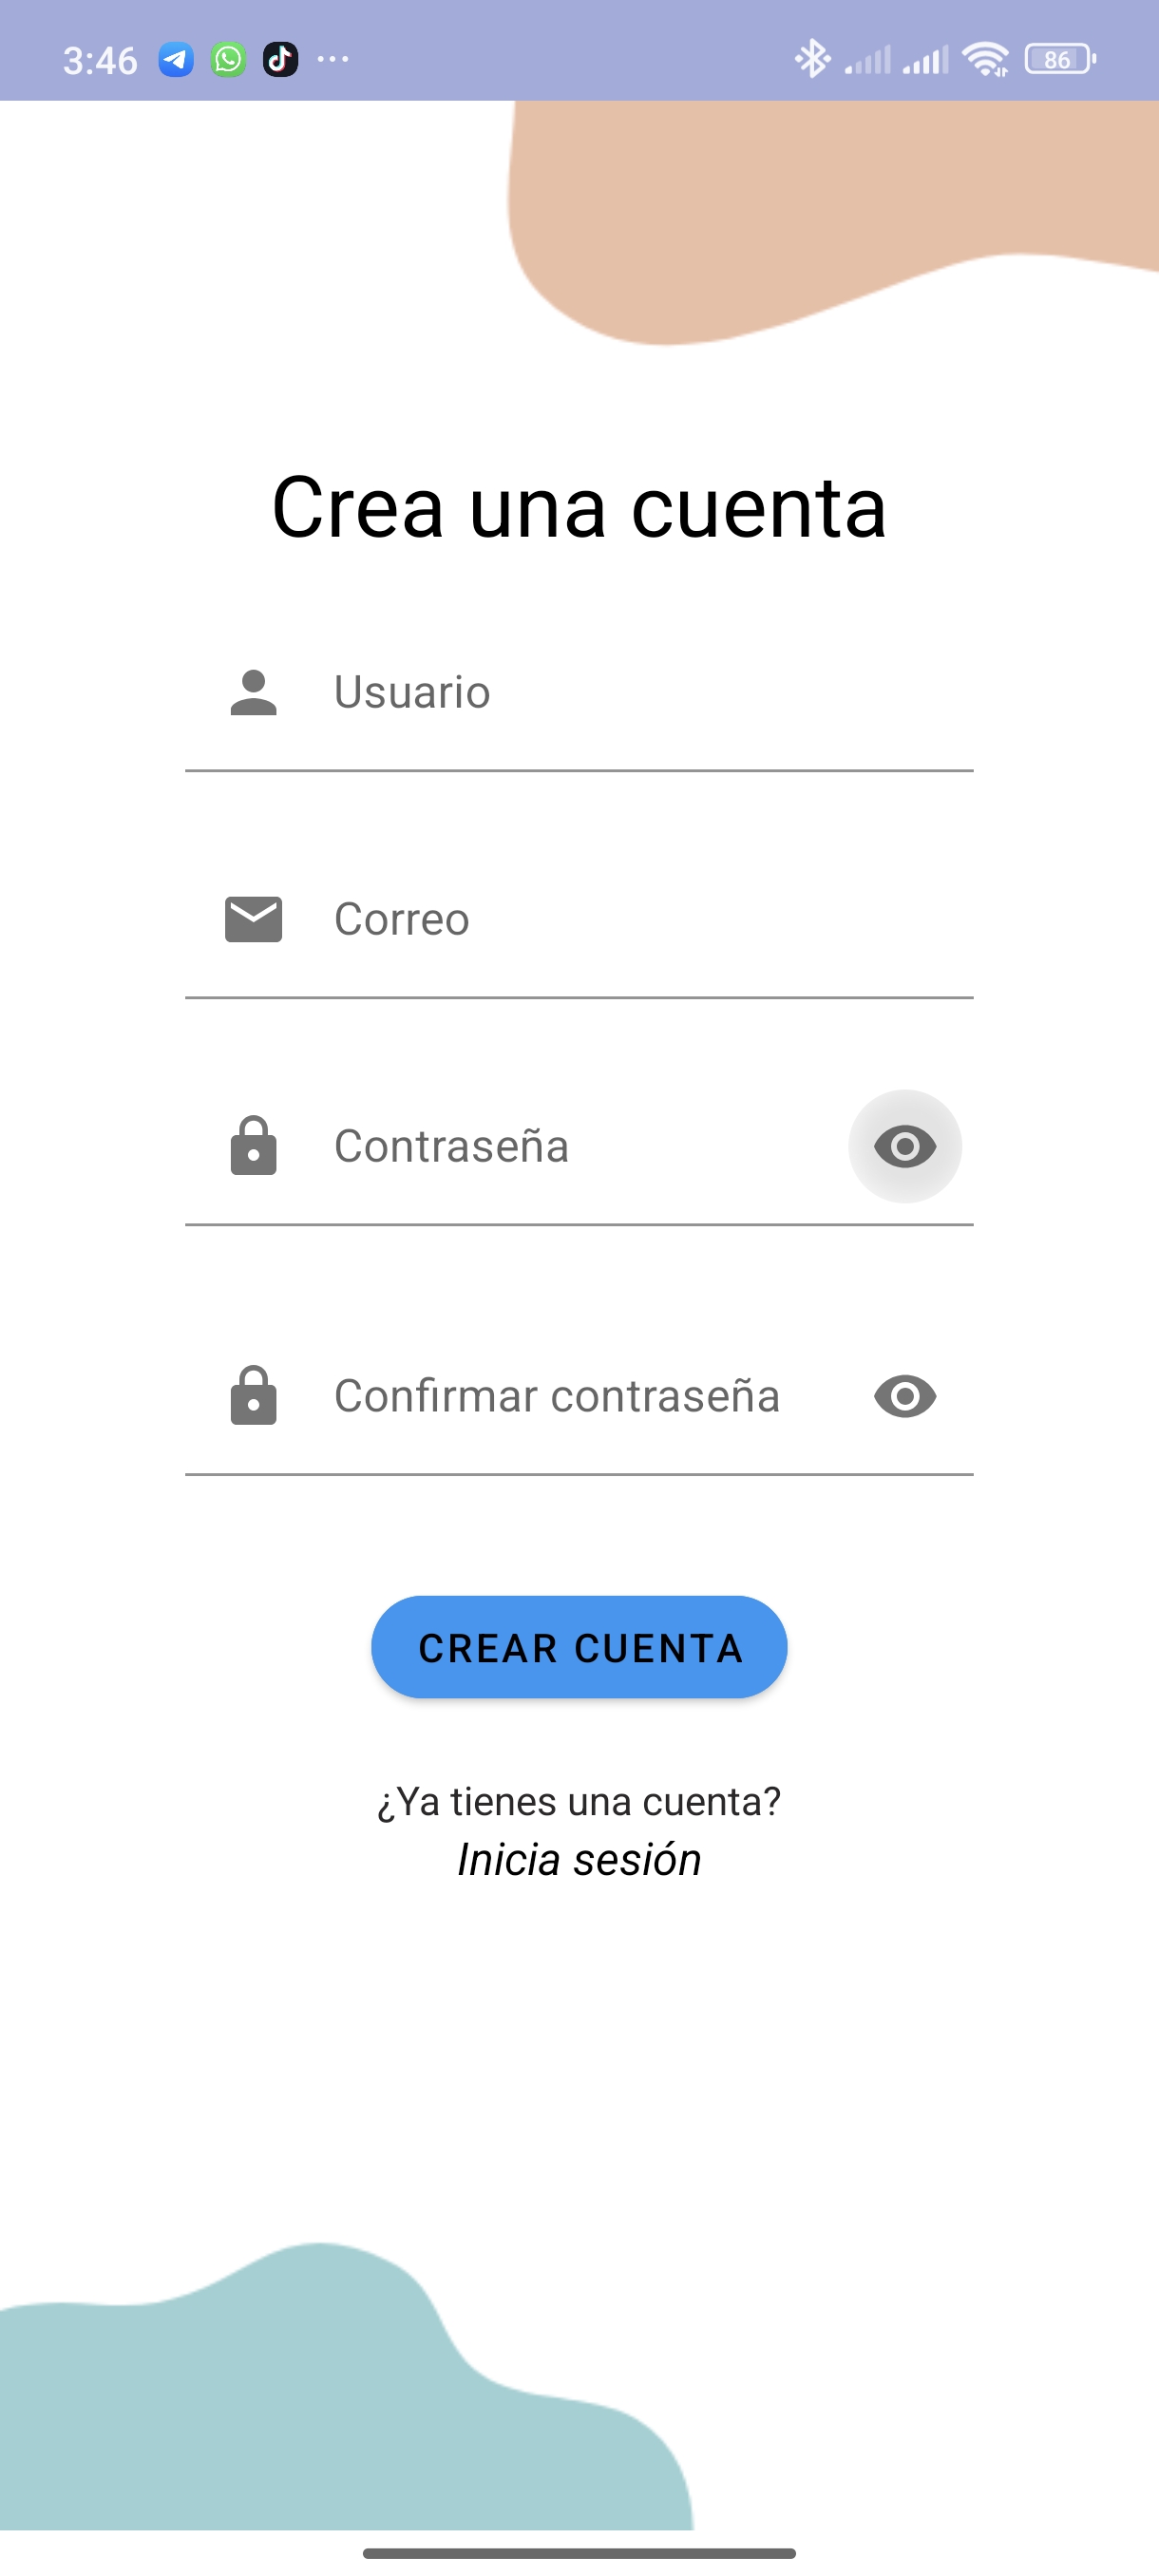 3:46
86
Crea una cuenta
Usuario
Correo
Contraseña
Confirmar contraseña
CREAR CUENTA
¿Ya tienes una cuenta?
Inicia sesión